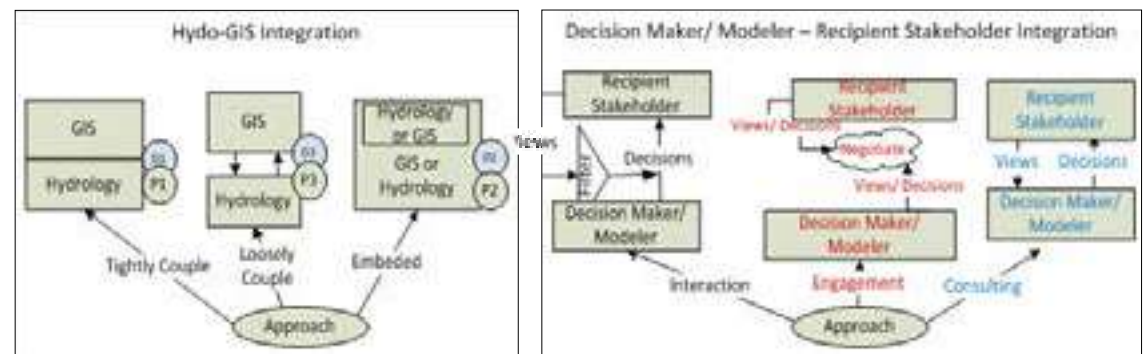 Hydo-GIS Integration
GIS
Hydrology
P1
GIS
Hydrology
P3
Hydrology
or GIS
GIS or
Hydrology
P2
Tightly Couple
Loosely
Couple
Embeded
Approach
Decision Maker/ Modeler – Recipient Stakeholder Integration
Recipient
Stakeholder
Filter
Decisions
Decision Maker/
Modeler
Recipient
Stakeholder
Views/ Decisions
Negotiate
Views/ Decisions
Decision Maker/
Modeler
Recipient
Stakeholder
Views
Decisions
Decision Maker/
Modeler
Interaction
Engagement
Consulting
Approach